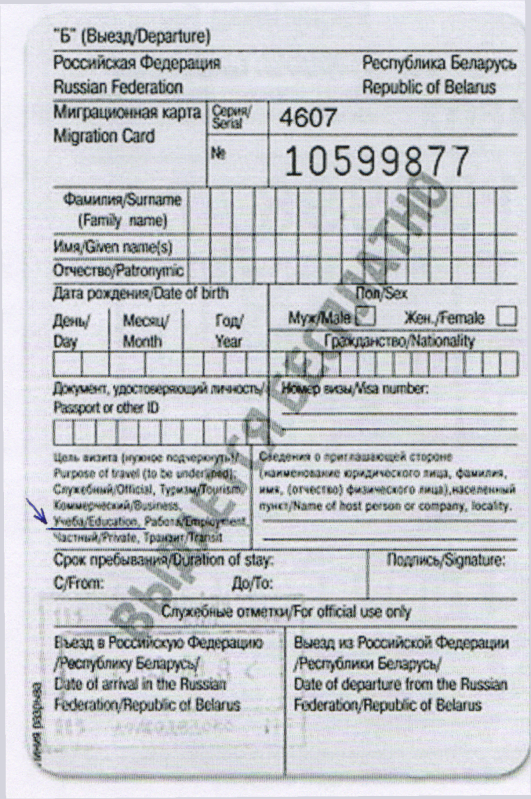 "Б" (Выезд/Departure)
Российская Федерация Республика Беларусь
Russian Federation Republic of Belarus
Миграционная карта Серия/ Serial 4607
Migration Card № 10599877
Фамилия/Surname
(Family name)
Имя/Given name(s)
Отчество/Patronymic
Дата рождения/Date of birth Пол/Sex
День/ Месяц/ Год/ Муж/Male Жен./Female
Day Month Year Гражданство/Nationality
Документ, удостоверяющий личность/ Номер визы/Visa number:
Passport or other ID
Цель визита (нужное подчеркнуть)/ Сведения о приглашающей стороне
Purpose of travel (to be underlined): (наименование юридического лица, фамилия,
Служебный/Official, Туризм/Tourism, имя, (отчество) физического лица), населенный
Коммерческий/Business, пункт/Name of host person or company, locality.
Учеба/Education, Работа/Employment,
Частный/Private, Транзит/Transit
Срок пребывания/Duration of stay: Подпись/Signature:
С/From: До/To:
Служебные отметки/For official use only
Въезд в Российскую Федерацию Выезд из Российской Федерации
/Республику Беларусь/ /Республики Беларусь/
Date of arrival in the Russian Date of departure from the Russian
Federation/Republic of Belarus Federation/Republic of Belarus
Линия отрыва
ВЫДАЕТСЯ БЕСПЛАТНО